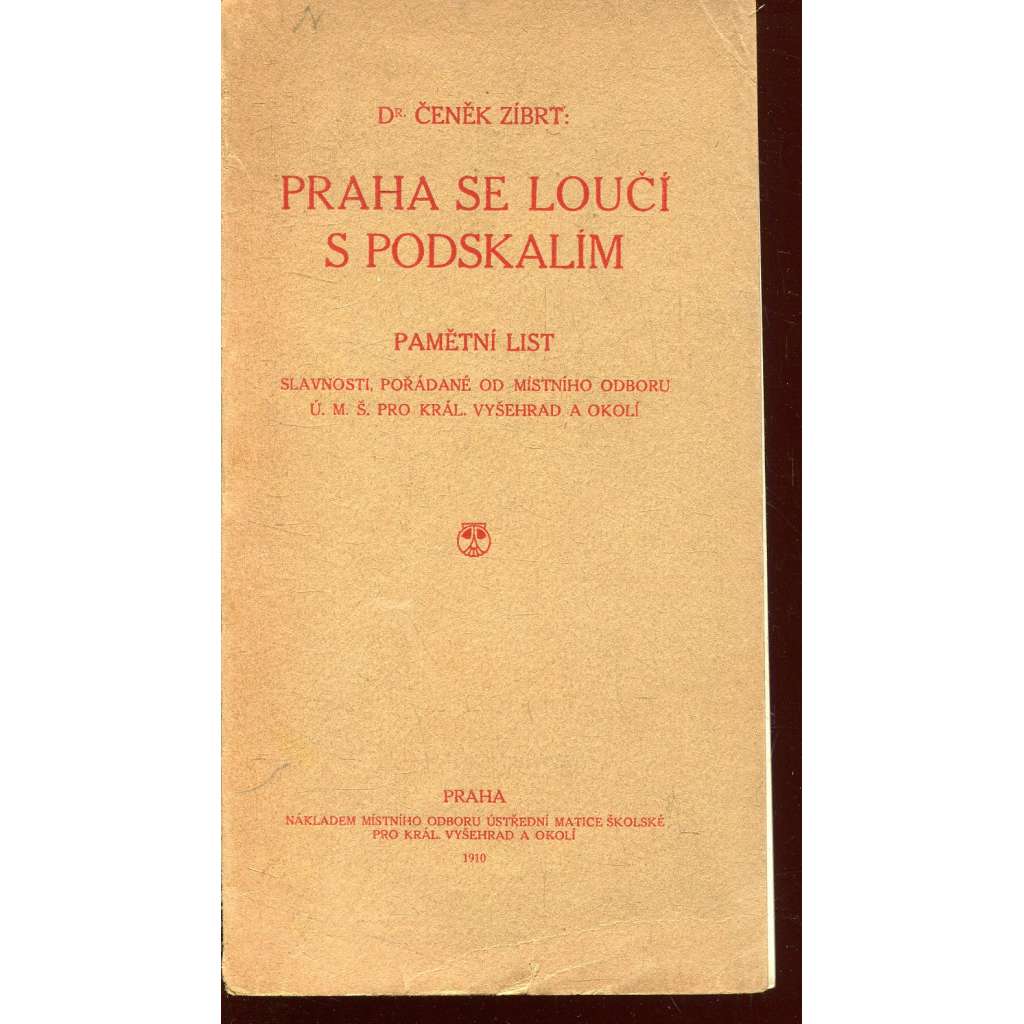 Dr. ČENĚK ZÍBRT:
PRAHA SE LOUČÍ
S PODSKALÍM
PAMĚTNÍ LIST
SLAVNOSTI, POŘÁDANÉ OD MÍSTNÍHO ODBORU
Ú. M. Š. PRO KRÁL. VYŠEHRAD A OKOLÍ
PRAHA
NÁKLADEM MÍSTNÍHO ODBORU ÚSTŘEDNÍ MATICE ŠKOLSKÉ
PRO KRÁL. VYŠEHRAD A OKOLÍ
1910